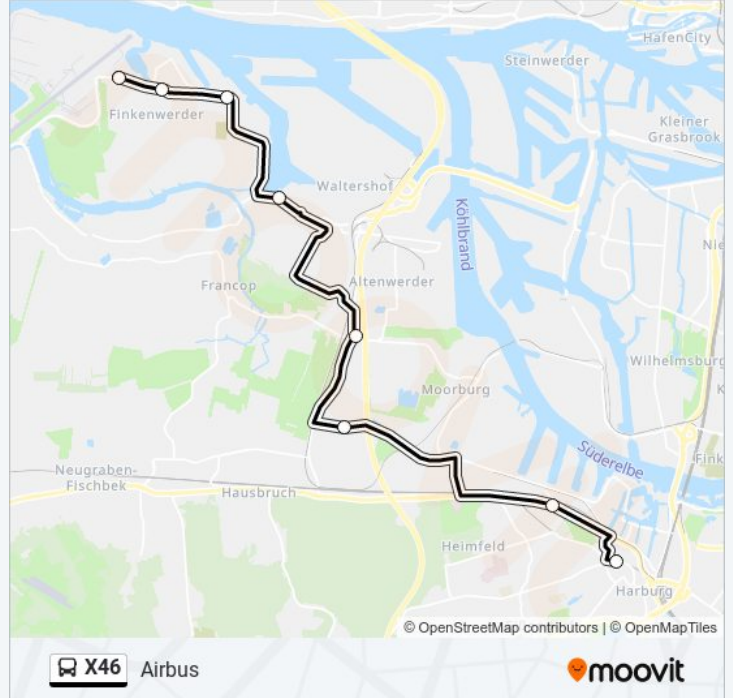 HafenCity
Steinwerder
Finkenwerder
Kleiner
Grasbrook
Waltershof
Köhlbrand
Nie
Francop
Altenwerder
Wilhelmsburg
Moorburg
K
Süderelbe
Neugraben-
Fischbek
Hausbruch
Fink
Heimfeld
Harburg
© OpenStreetMap contributors | © OpenMapTiles
X46 Airbus
moovit